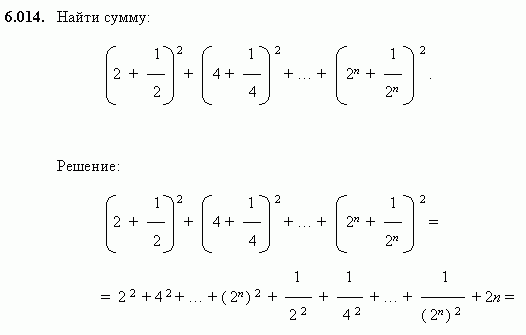 6.014. Найти сумму:
(2 + 1/2)² + (4 + 1/4)² + ... + (2ⁿ + 1/2ⁿ)².
Решение:
(2 + 1/2)² + (4 + 1/4)² + ... + (2ⁿ + 1/2ⁿ)² =
= 2² + 4² + ... + (2ⁿ)² + 1/2² + 1/4² + ... + 1/(2ⁿ)² + 2n =